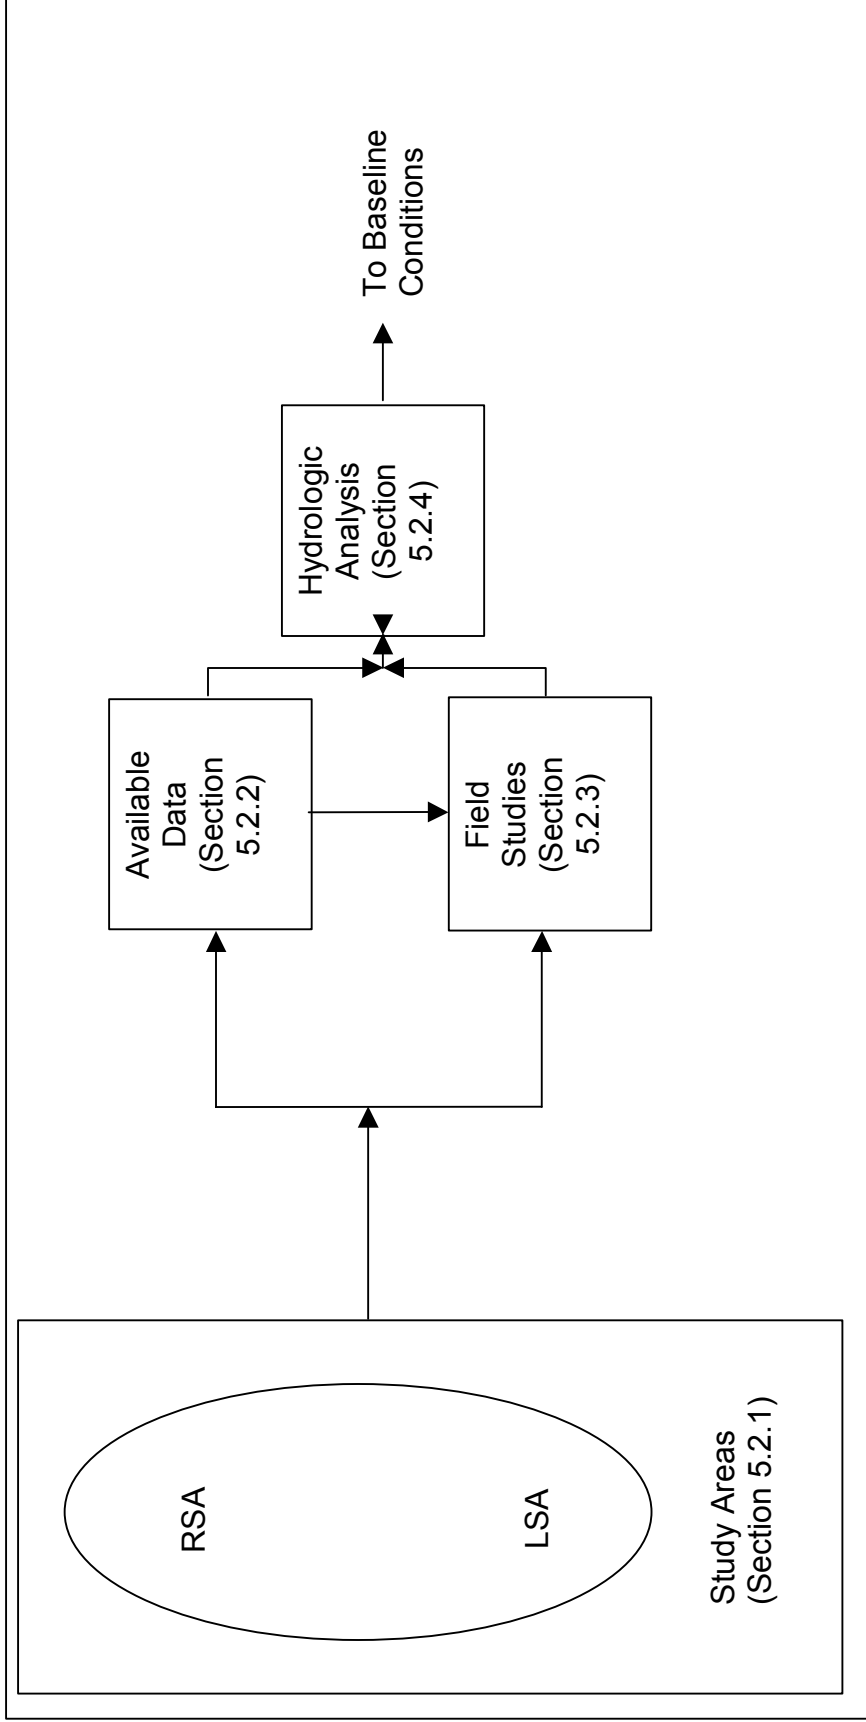 RSA
LSA
Study Areas
(Section 5.2.1)
Available
Data
(Section
5.2.2)
Field
Studies
(Section
5.2.3)
Hydrologic
Analysis
(Section
5.2.4)
To Baseline
Conditions